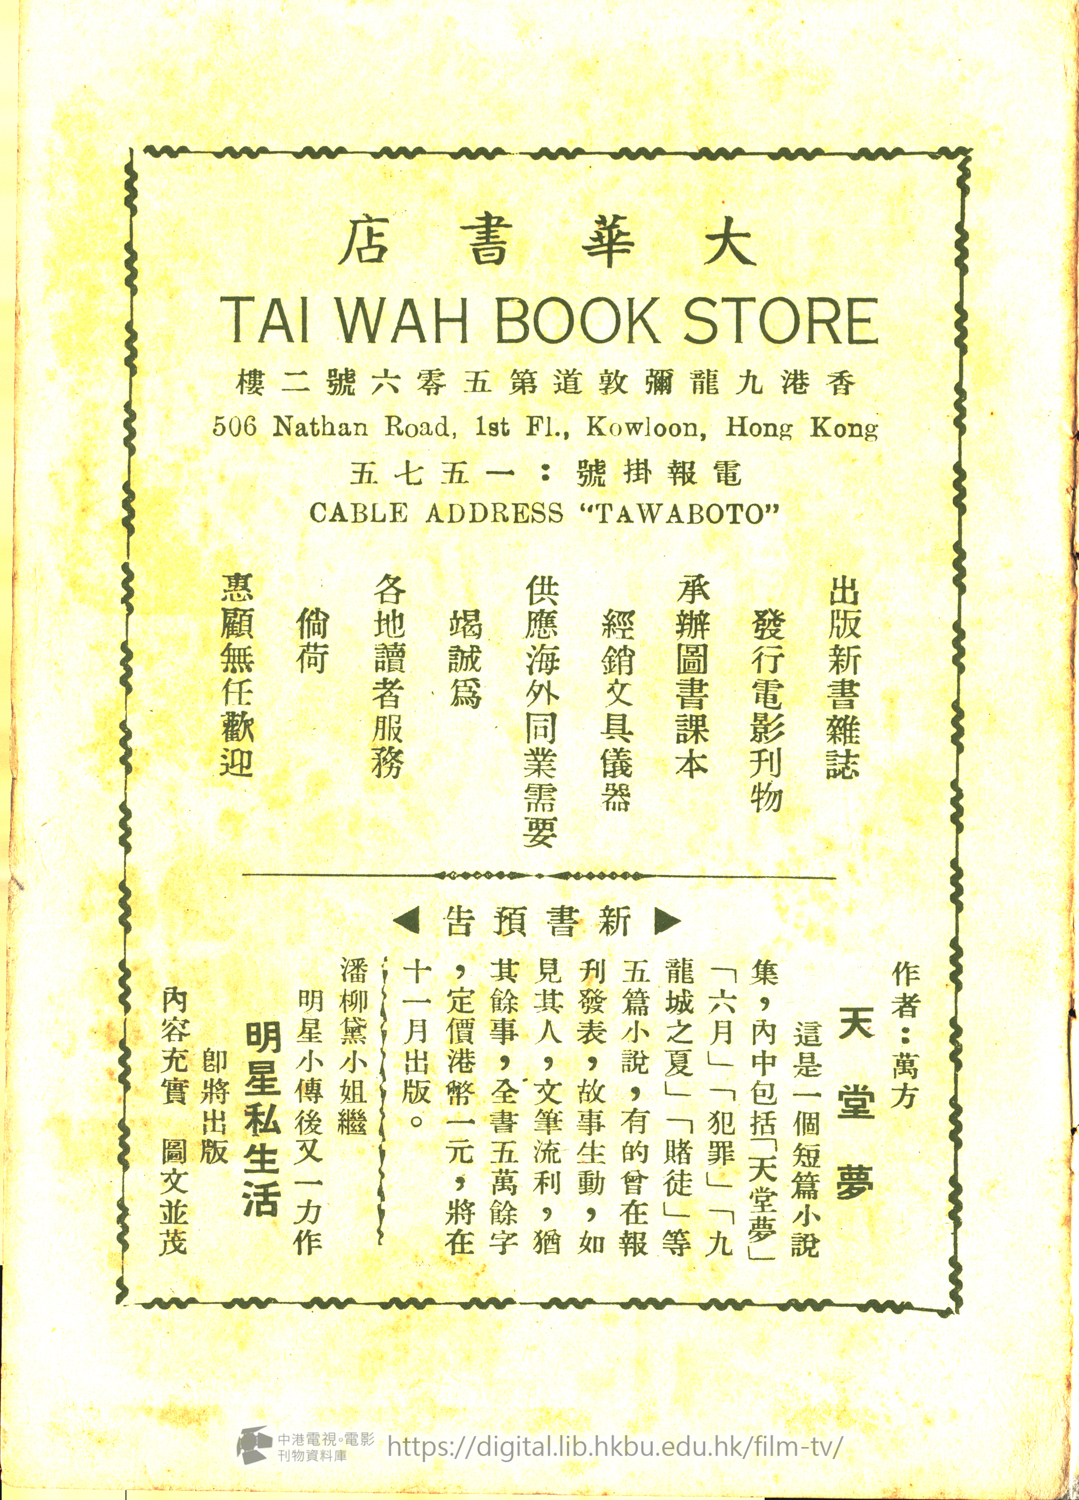 大華書店
TAI WAH BOOK STORE
香港九龍彌敦道第五零六號二樓
506 Nathan Road, 1st Fl., Kowloon, Hong Kong
電報掛號：一五七五
CABLE ADDRESS “TAWABOTO”
出版新書雜誌
發行電影刊物
承辦圖書課本
經銷文具儀器
供應海外同業需要
竭誠爲
各地讀者服務
倘荷
惠顧無任歡迎
新書預告
作者：萬方
天堂夢
這是一個短篇小說
集，內中包括「天堂夢」
「六月」「犯罪」「九
龍城之夏」「賭徒」等
五篇小說，有的曾在報
刊發表，故事生動，如
見其人，文筆流利，猶
其餘事，全書五萬餘字
，定價港幣一元，將在
十一月出版。
潘柳黛小姐繼
明星小傳後又一力作
明星私生活
卽將出版
內容充實 圖文並茂
中港電視·電影
刊物資料庫
https://digital.lib.hkbu.edu.hk/film-tv/